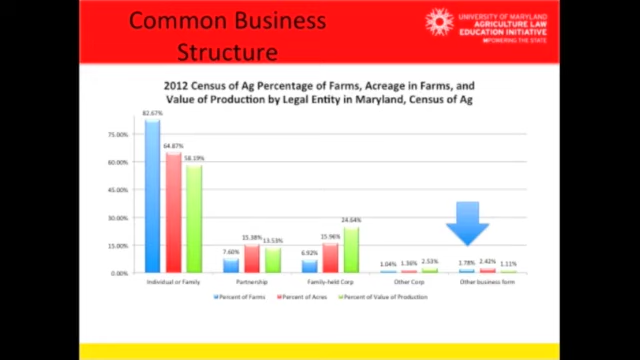 Common Business
Structure
UNIVERSITY OF MARYLAND
AGRICULTURE LAW
EDUCATION INITIATIVE
MPOWERING THE STATE
2012 Census of Ag Percentage of Farms, Acreage in Farms, and
Value of Production by Legal Entity in Maryland, Census of Ag
82.67%
75.00%
64.87%
60.00%
58.19%
45.00%
30.00%
24.64%
15.00%
7.60%
15.38%
13.53%
6.92%
15.96%
1.04%
1.36%
2.53%
1.78%
2.42%
1.11%
0.00%
Individual or Family
Partnership
Family-held Corp
Other Corp
Other business form
Percent of Farms
Percent of Acres
Percent of Value of Production